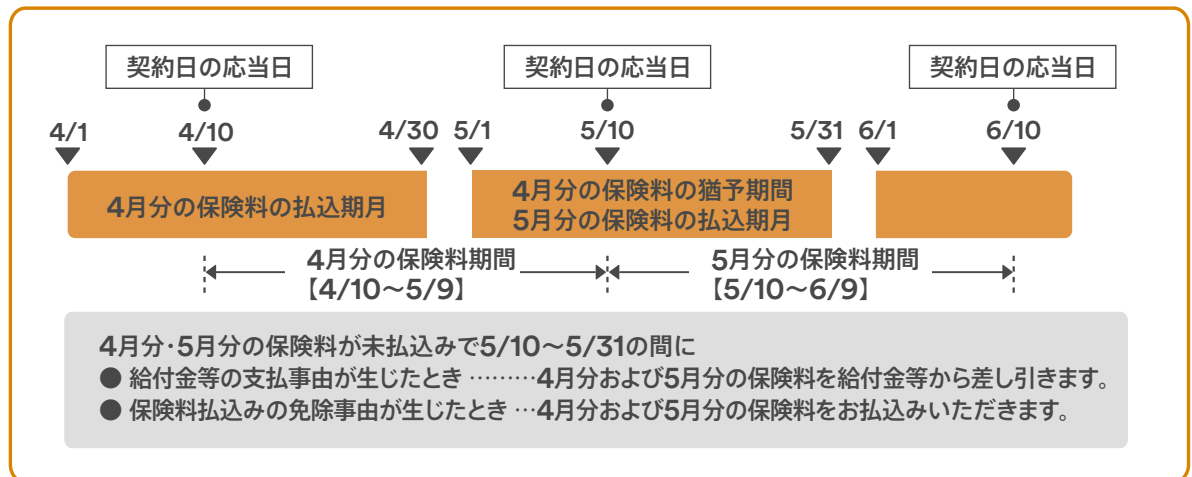 契約日の応当日
契約日の応当日
契約日の応当日
4/1
4/10
4/30
5/1
5/10
5/31
6/1
6/10
4月分の保険料の払込期月
4月分の保険料の猶予期間
5月分の保険料の払込期月
4月分の保険料期間
【4/10～5/9】
5月分の保険料期間
【5/10～6/9】
4月分・5月分の保険料が未払込みで5/10～5/31の間に
● 給付金等の支払事由が生じたとき ………4月分および5月分の保険料を給付金等から差し引きます。
● 保険料払込みの免除事由が生じたとき …4月分および5月分の保険料をお払込みいただきます。